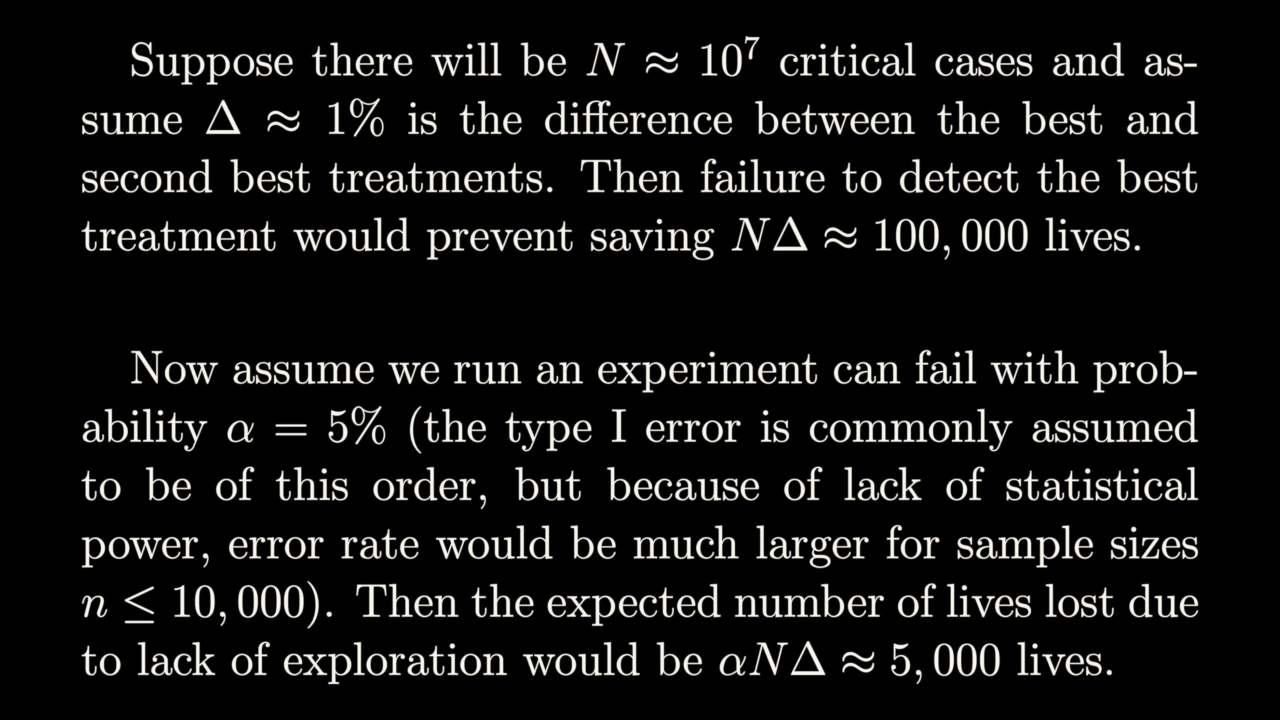 Suppose there will be N ≈ 10⁷ critical cases and as-
sume Δ ≈ 1% is the difference between the best and
second best treatments. Then failure to detect the best
treatment would prevent saving NΔ ≈ 100, 000 lives.
Now assume we run an experiment can fail with prob-
ability α = 5% (the type I error is commonly assumed
to be of this order, but because of lack of statistical
power, error rate would be much larger for sample sizes
n ≤ 10, 000). Then the expected number of lives lost due
to lack of exploration would be αNΔ ≈ 5, 000 lives.